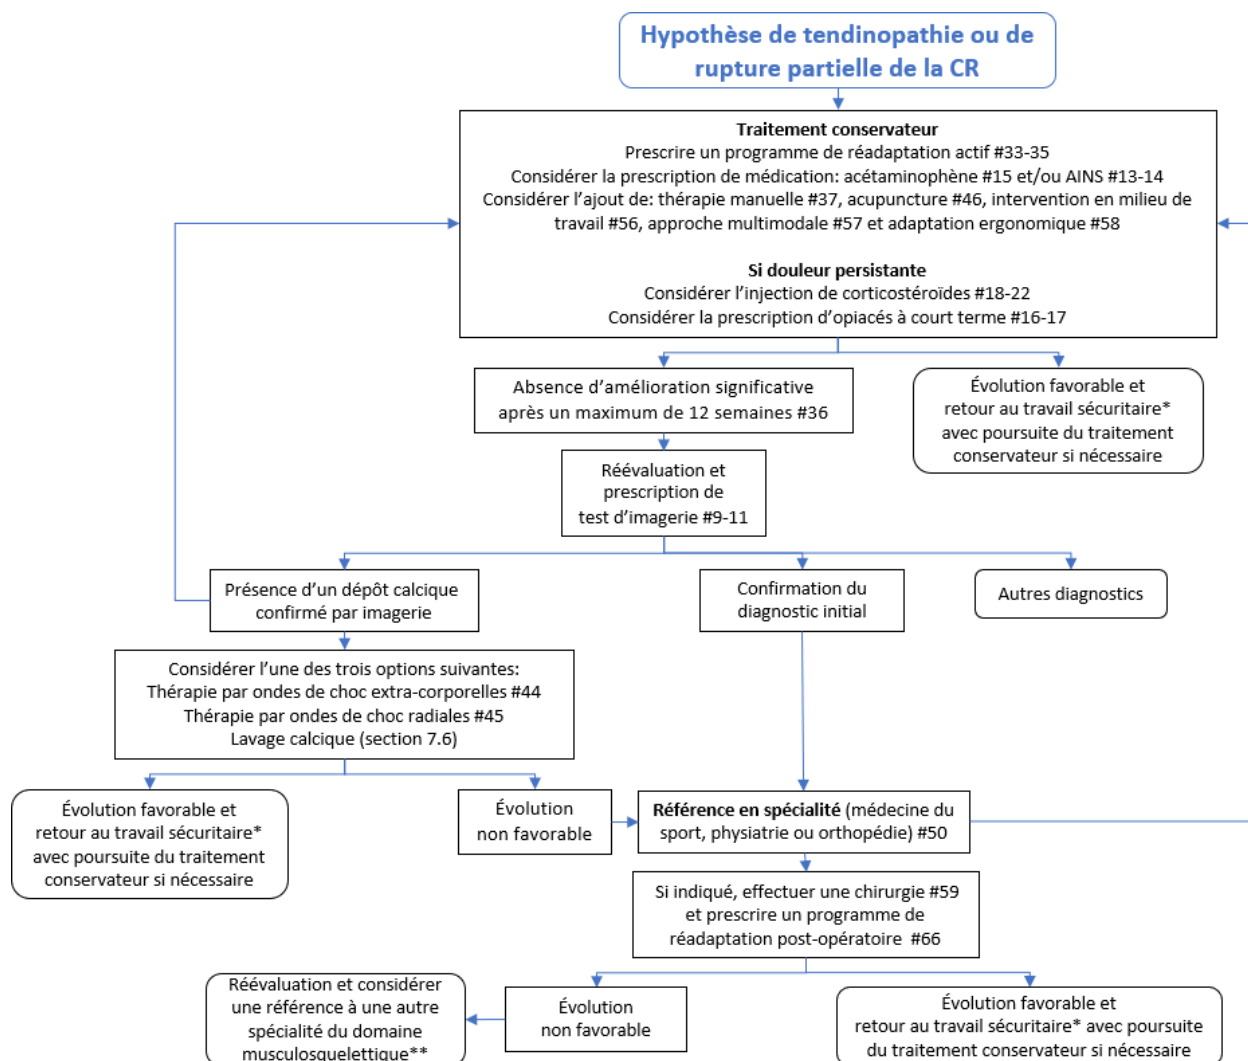 Hypothèse de tendinopathie ou de
rupture partielle de la CR
Traitement conservateur
Prescrire un programme de réadaptation actif #33-35
Considérer la prescription de médication: acétaminophène #15 et/ou AINS #13-14
Considérer l’ajout de: thérapie manuelle #37, acupuncture #46, intervention en milieu de
travail #56, approche multimodale #57 et adaptation ergonomique #58
Si douleur persistante
Considérer l’injection de corticostéroïdes #18-22
Considérer la prescription d’opiacés à court terme #16-17
Absence d’amélioration significative
après un maximum de 12 semaines #36
Évolution favorable et
retour au travail sécuritaire*
avec poursuite du traitement
conservateur si nécessaire
Réévaluation et
prescription de
test d’imagerie #9-11
Présence d’un dépôt calcique
confirmé par imagerie
Confirmation du
diagnostic initial
Autres diagnostics
Considérer l’une des trois options suivantes:
Thérapie par ondes de choc extra-corporelles #44
Thérapie par ondes de choc radiales #45
Lavage calcique (section 7.6)
Évolution favorable et
retour au travail sécuritaire*
avec poursuite du traitement
conservateur si nécessaire
Évolution
non favorable
Référence en spécialité (médecine du
sport, physiatrie ou orthopédie) #50
Si indiqué, effectuer une chirurgie #59
et prescrire un programme de
réadaptation post-opératoire #66
Réévaluation et considérer
une référence à une autre
spécialité du domaine
musculosquelettique**
Évolution
non favorable
Évolution favorable et
retour au travail sécuritaire* avec poursuite
du traitement conservateur si nécessaire